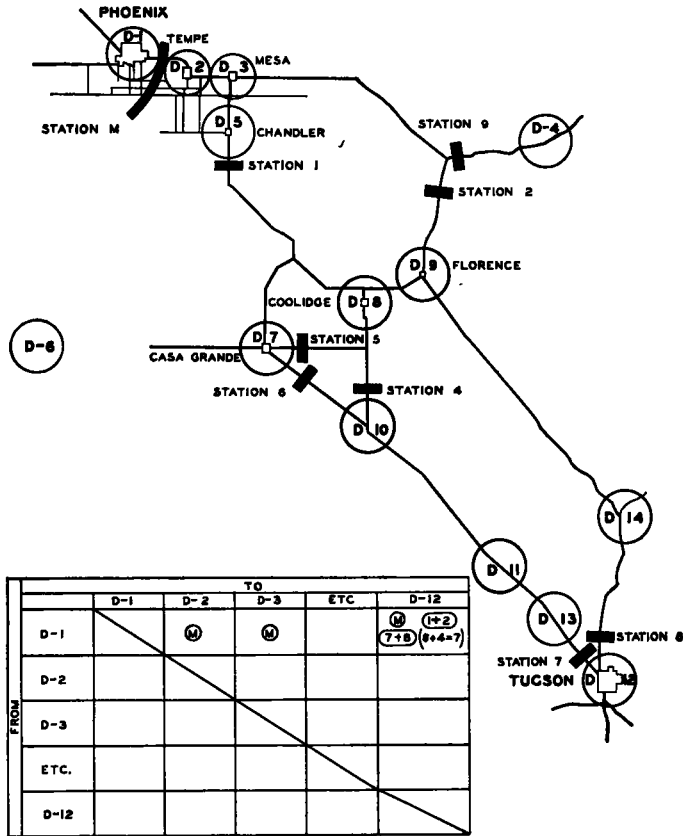 PHOENIX
D-1
TEMPE
D 2
D 3
MESA
STATION M
D 5
CHANDLER
STATION 1
STATION 9
D-4
STATION 2
D 9
FLORENCE
COOLIDGE
D 8
D-6
D 7
STATION 5
CASA GRANDE
STATION 6
STATION 4
D 10
D 14
D 11
D 13
STATION 8
STATION 7
TUCSON
D 12
TO
D-1 D-2 D-3 ETC D-12
FROM
D-1 M M M 1+2
7+8 (8+4=7)
D-2
D-3
ETC.
D-12